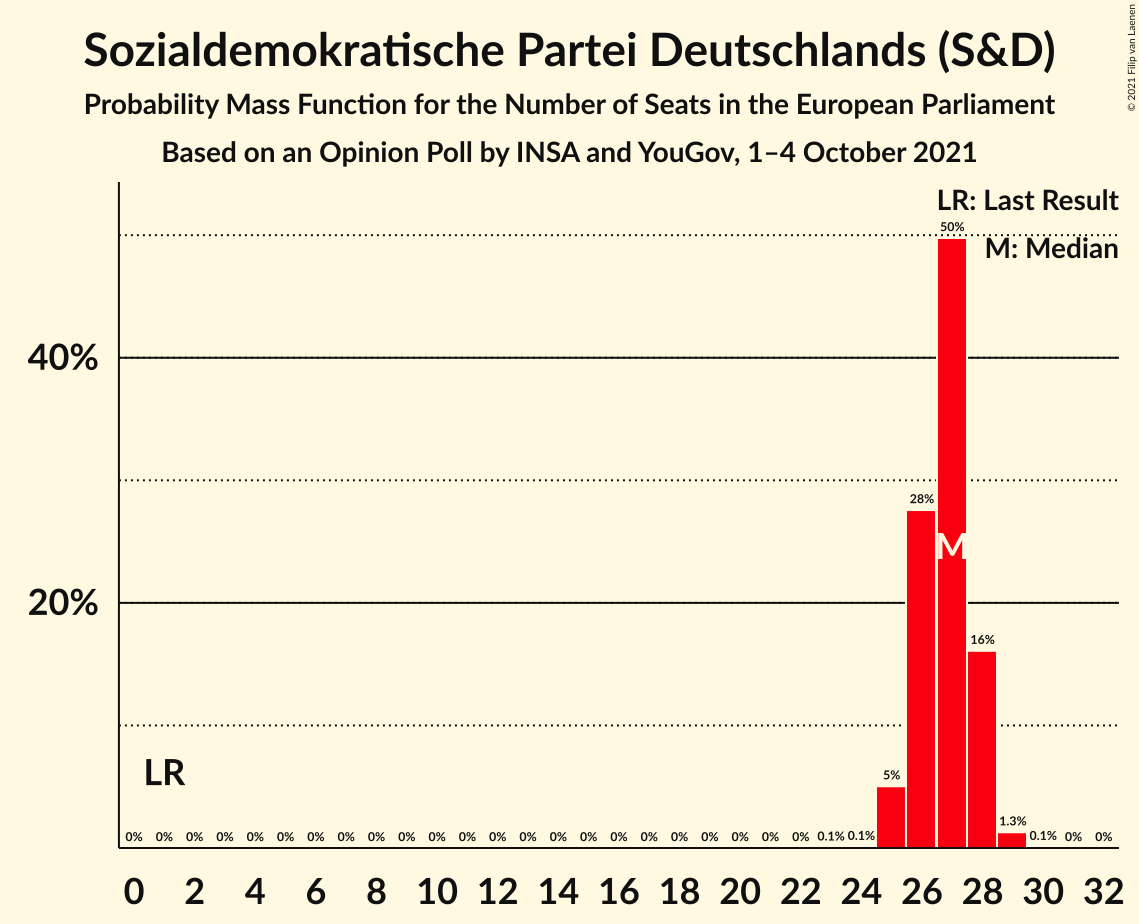 Sozialdemokratische Partei Deutschlands (S&D)
Probability Mass Function for the Number of Seats in the European Parliament
Based on an Opinion Poll by INSA and YouGov, 1–4 October 2021
© 2021 Filip van Laenen
LR: Last Result
M: Median
50%
40%
28%
M
20%
16%
LR
5%
1.3%
0% 0% 0% 0% 0% 0% 0% 0% 0% 0% 0% 0% 0% 0% 0% 0% 0% 0% 0% 0% 0% 0% 0% 0.1% 0.1% 0.1% 0% 0%
0 2 4 6 8 10 12 14 16 18 20 22 24 26 28 30 32